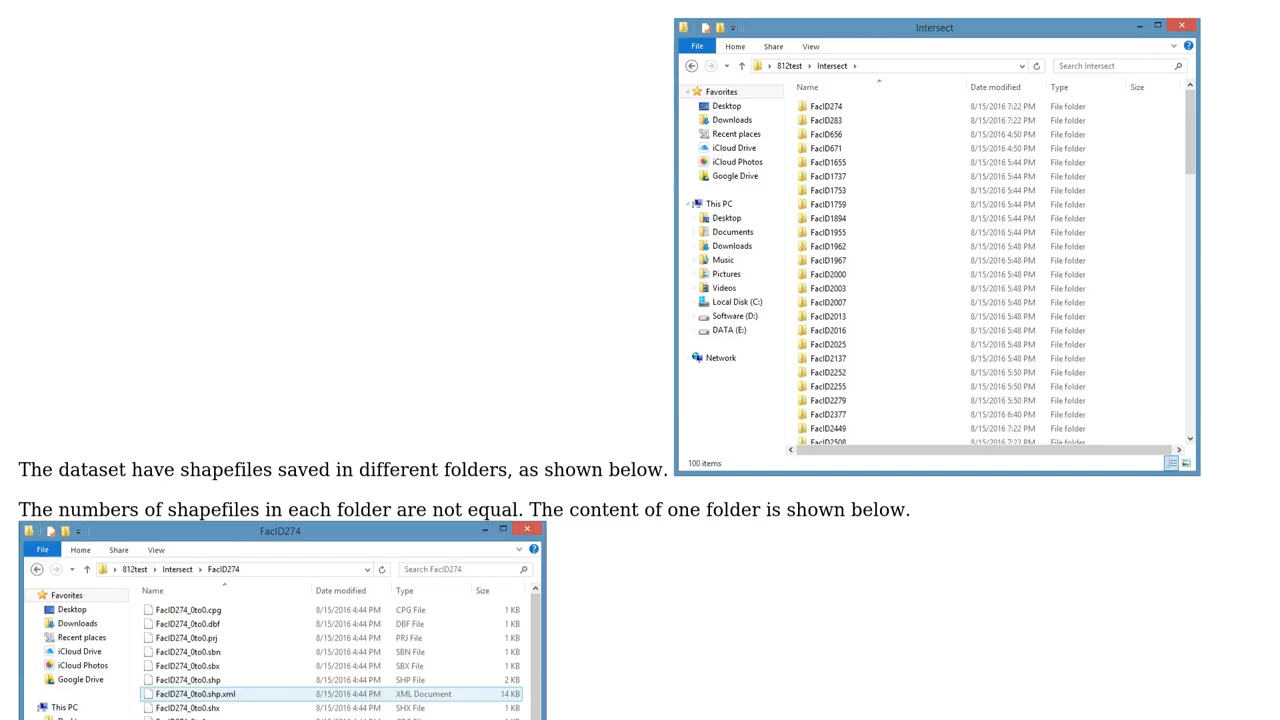 Intersect
File Home Share View
812test Intersect Search Intersect
Name Date modified Type Size
Favorites
Desktop
Downloads
Recent places
iCloud Drive
iCloud Photos
Google Drive
This PC
Desktop
Documents
Downloads
Music
Pictures
Videos
Local Disk (C:)
Software (D:)
DATA (E:)
Network
FacID274 8/15/2016 7:22 PM File folder
FacID283 8/15/2016 7:22 PM File folder
FacID656 8/15/2016 4:50 PM File folder
FacID671 8/15/2016 4:50 PM File folder
FacID1655 8/15/2016 5:44 PM File folder
FacID1737 8/15/2016 5:44 PM File folder
FacID1753 8/15/2016 5:44 PM File folder
FacID1759 8/15/2016 5:44 PM File folder
FacID1894 8/15/2016 5:44 PM File folder
FacID1955 8/15/2016 5:44 PM File folder
FacID1962 8/15/2016 5:48 PM File folder
FacID1967 8/15/2016 5:48 PM File folder
FacID2000 8/15/2016 5:48 PM File folder
FacID2003 8/15/2016 5:48 PM File folder
FacID2007 8/15/2016 5:48 PM File folder
FacID2013 8/15/2016 5:48 PM File folder
FacID2016 8/15/2016 5:48 PM File folder
FacID2025 8/15/2016 5:48 PM File folder
FacID2137 8/15/2016 5:48 PM File folder
FacID2252 8/15/2016 5:50 PM File folder
FacID2255 8/15/2016 5:50 PM File folder
FacID2279 8/15/2016 5:50 PM File folder
FacID2377 8/15/2016 6:40 PM File folder
FacID2449 8/15/2016 7:22 PM File folder
FacID2508 8/15/2016 7:22 PM File folder
100 items
The dataset have shapefiles saved in different folders, as shown below.
The numbers of shapefiles in each folder are not equal. The content of one folder is shown below.
FacID274
File Home Share View
812test Intersect FacID274 Search FacID274
Name Date modified Type Size
Favorites
Desktop
Downloads
Recent places
iCloud Drive
iCloud Photos
Google Drive
This PC
FacID274_0to0.cpg 8/15/2016 4:44 PM CPG File 1 KB
FacID274_0to0.dbf 8/15/2016 4:44 PM DBF File 1 KB
FacID274_0to0.prj 8/15/2016 4:44 PM PRJ File 1 KB
FacID274_0to0.sbn 8/15/2016 4:44 PM SBN File 1 KB
FacID274_0to0.sbx 8/15/2016 4:44 PM SBX File 1 KB
FacID274_0to0.shp 8/15/2016 4:44 PM SHP File 2 KB
FacID274_0to0.shp.xml 8/15/2016 4:44 PM XML Document 14 KB
FacID274_0to0.shx 8/15/2016 4:44 PM SHX File 1 KB